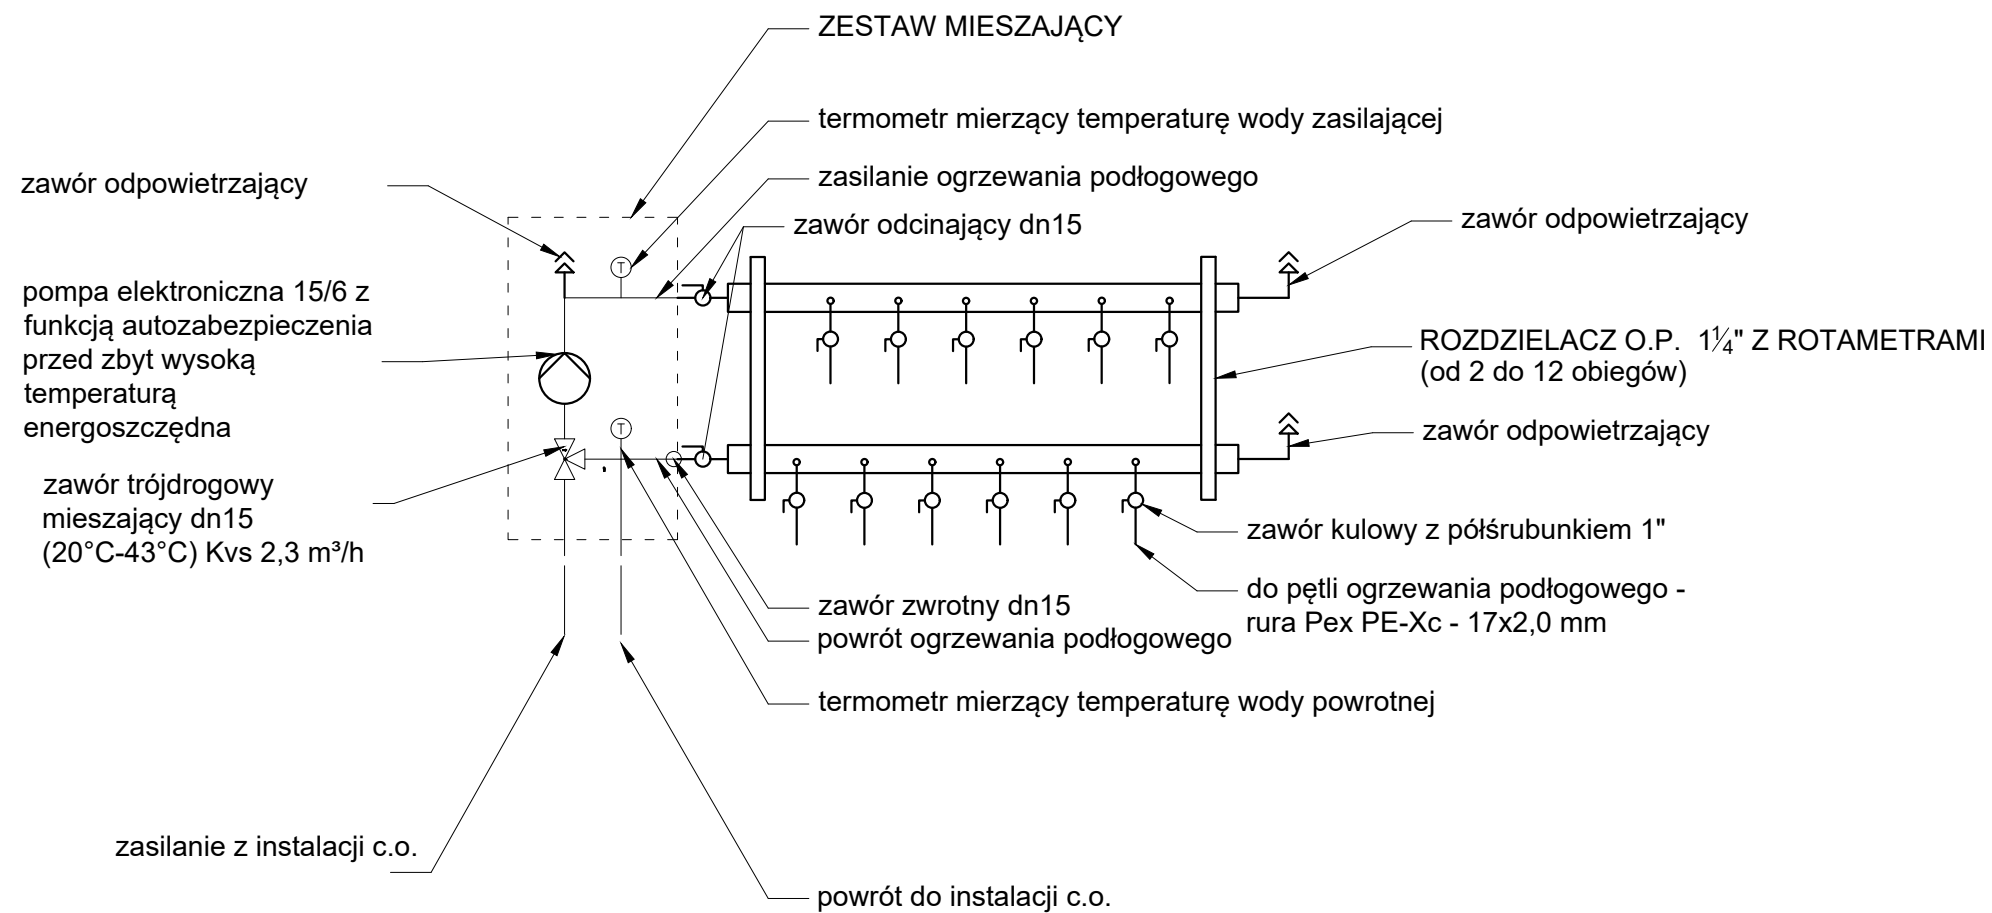 ZESTAW MIESZAJĄCY
termometr mierzący temperaturę wody zasilającej
zasilanie ogrzewania podłogowego
zawór odcinający dn15
zawór odpowietrzający
pompa elektroniczna 15/6 z
funkcją autozabezpieczenia
przed zbyt wysoką
temperaturą
energoszczędna
zawór trójdrogowy
mieszający dn15
(20°C-43°C) Kvs 2,3 m³/h
T
T
zawór odpowietrzający
ROZDZIELACZ O.P. 1¼" Z ROTAMETRAMI
(od 2 do 12 obiegów)
zawór odpowietrzający
zawór kulowy z półśrubunkiem 1"
do pętli ogrzewania podłogowego -
rura Pex PE-Xc - 17x2,0 mm
zawór zwrotny dn15
powrót ogrzewania podłogowego
termometr mierzący temperaturę wody powrotnej
zasilanie z instalacji c.o.
powrót do instalacji c.o.